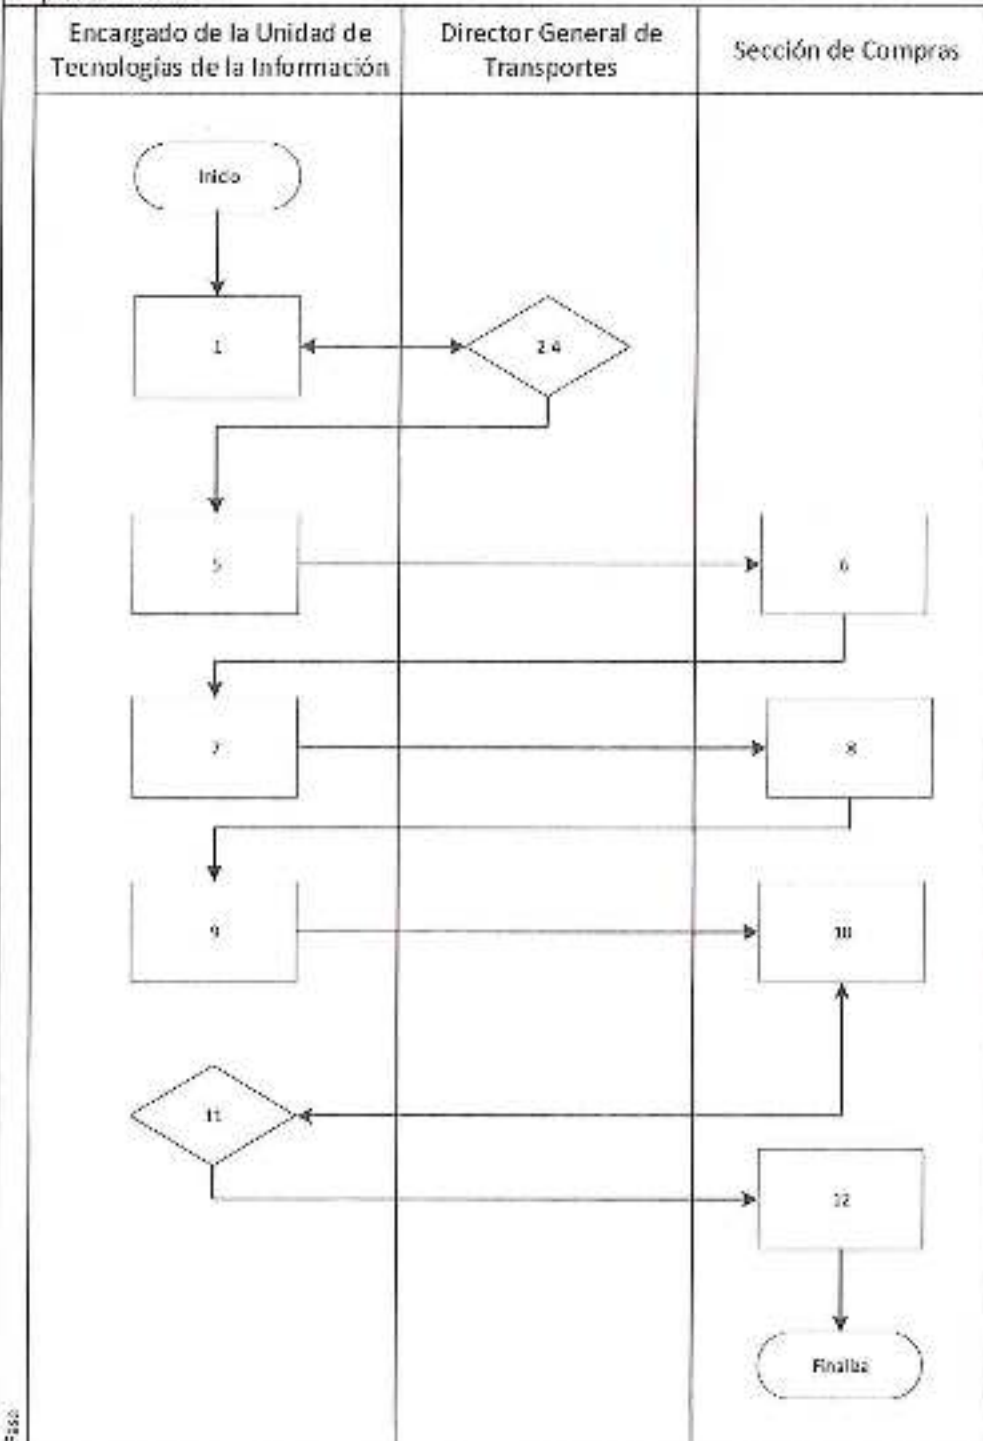 Encargado de la Unidad de
Tecnologías de la Información
Director General de
Transportes
Sección de Compras
Inicio
1
2.4
5
6
7
8
9
10
11
12
Finaliza
Fase